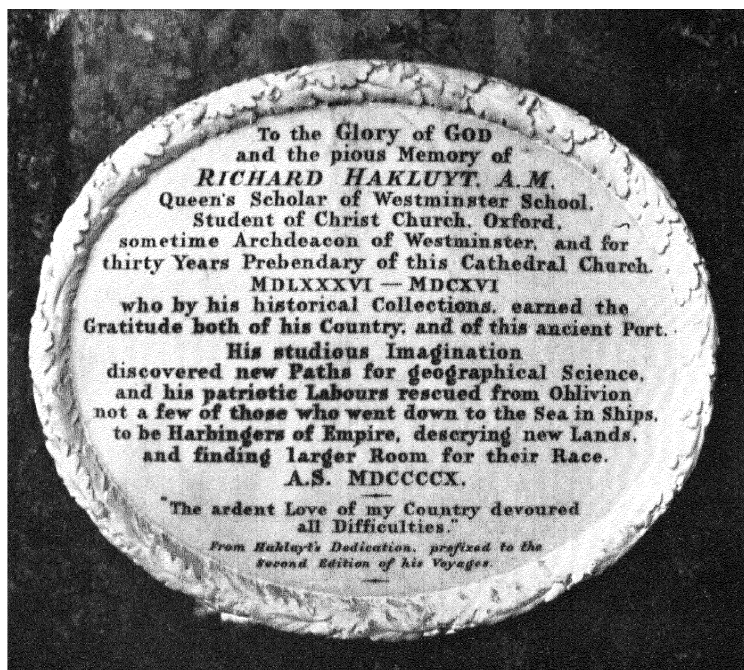 To the Glory of GOD
and the pious Memory of
RICHARD HAKLUYT. A.M.
Queen's Scholar of Westminster School.
Student of Christ Church. Oxford.
sometime Archdeacon of Westminster. and for
thirty Years Prebendary of this Cathedral Church.
MDLXXXVI — MDCXVI
who by his historical Collections. earned the
Gratitude both of his Country. and of this ancient Port.
His studious Imagination
discovered new Paths for geographical Science.
and his patriotic Labours rescued from Oblivion
not a few of those who went down to the Sea in Ships.
to be Harbingers of Empire, descrying new Lands.
and finding larger Room for their Race.
A.S. MDCCCCX.
"The ardent Love of my Country devoured
all Difficulties."
From Hakluyt's Dedication. prefixed to the
Second Edition of his Voyages.